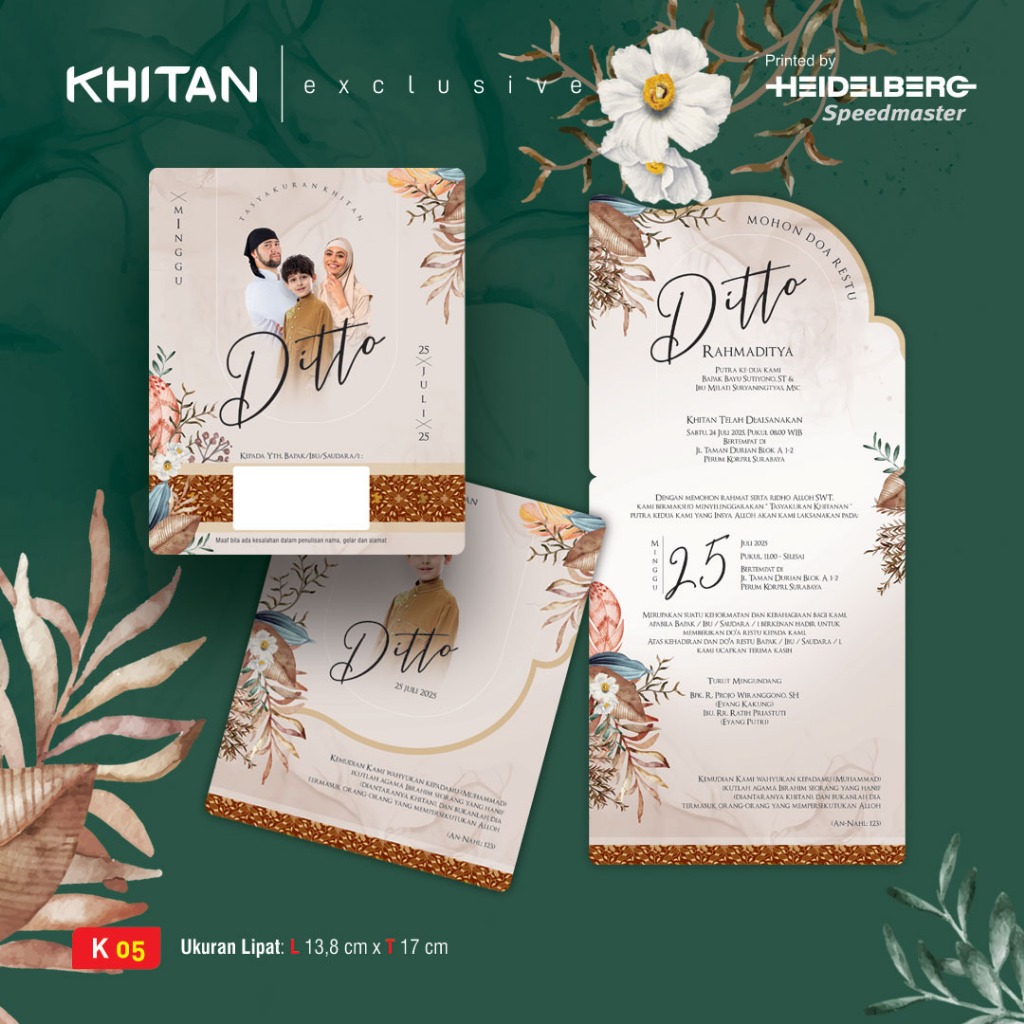 KHITAN
exclusive
Printed by
HEIDELBERG
Speedmaster
TASYAKURAN KHITAN
MINGGU
Ditto
25
JULI
25
KEPADA YTH, BAPAK/IBU/SAUDARA/I :
Maaf bila ada kesalahan dalam penulisan nama, gelar dan alamat
Ditto
25 JULI 2025
KEMUDIAN KAMI WAHYUKAN KEPADAMU (MUHAMMAD)
IKUTLAH AGAMA IBRAHIM SEORANG YANG HANIF
(DIANTARANYA KHITAN), DAN BUKANLAH DIA
TERMASUK ORANG-ORANG YANG MEMPERSEKUTUKAN ALLOH
(AN-NAHL: 123)
MOHON DOA RESTU
Ditto
RAHMADITYA
PUTRA KE DUA KAMI
BAPAK BAYU SUTIYONO, ST &
IBU MELATI SURYANINGTYAS, MSC
KHITAN TELAH DILAKSANAKAN
SABTU, 24 JULI 2025, PUKUL 08.00 WIB
BERTEMPAT DI
JL. TAMAN DURIAN BLOK A 1-2
PERUM KORPRI, SURABAYA
DENGAN MEMOHON RAHMAT SERTA RIDHO ALLOH SWT.
KAMI BERMAKSUD MENYELENGGARAKAN " TASYAKURAN KHITANAN "
PUTRA KEDUA KAMI YANG INSYA ALLOH AKAN KAMI LAKSANAKAN PADA:
MINGGU
25
JULI 2025
PUKUL, 11.00 - SELESAI
BERTEMPAT DI
JL. TAMAN DURIAN BLOK A 1-2
PERUM KORPRI, SURABAYA
MERUPAKAN SUATU KEHORMATAN DAN KEBAHAGIAAN BAGI KAMI,
APABILA BAPAK / IBU / SAUDARA / I BERKENAN HADIR UNTUK
MEMBERIKAN DO'A RESTU KEPADA KAMI.
ATAS KEHADIRAN DAN DO'A RESTU BAPAK / IBU / SAUDARA / I,
KAMI UCAPKAN TERIMA KASIH
TURUT MENGUNDANG
BPK. R. PROJO WIRANGGONO, SH
(EYANG KAKUNG)
IBU. RR. RATIH PRIASTUTI
(EYANG PUTRI)
KEMUDIAN KAMI WAHYUKAN KEPADAMU (MUHAMMAD)
IKUTLAH AGAMA IBRAHIM SEORANG YANG HANIF
(DIANTARANYA KHITAN), DAN BUKANLAH DIA
TERMASUK ORANG-ORANG YANG MEMPERSEKUTUKAN ALLOH
(AN-NAHL: 123)
K 05
Ukuran Lipat: L 13,8 cm x T 17 cm